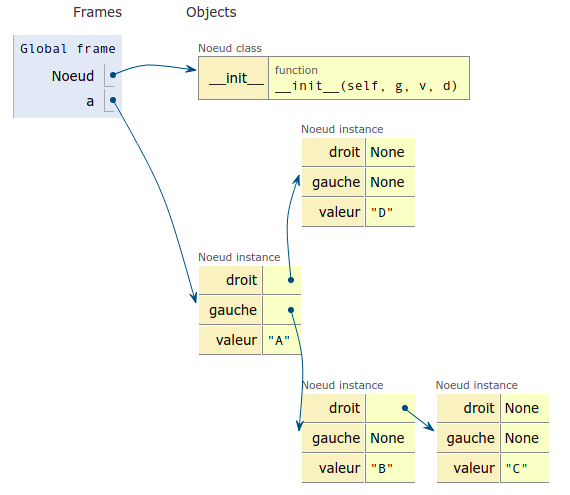 Frames Objects
Global frame
Noeud
a
Noeud class
__init__
function
__init__(self, g, v, d)
Noeud instance
droit None
gauche None
valeur "D"
Noeud instance
droit
gauche
valeur "A"
Noeud instance
droit
gauche None
valeur "B"
Noeud instance
droit None
gauche None
valeur "C"